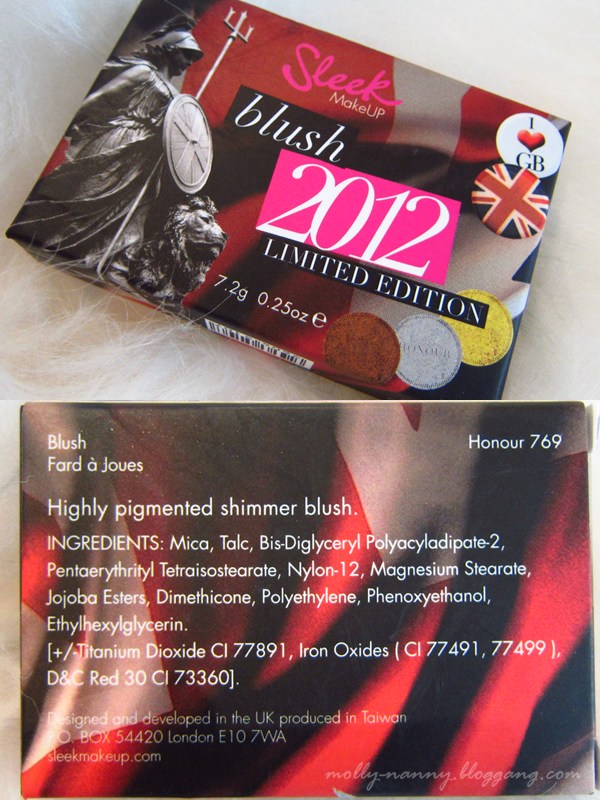 Sleek
MakeUP
blush
2012
LIMITED EDITION
7.2g 0.25oz e
I
GB
HONOUR
Blush
Fard à Joues
Honour 769
Highly pigmented shimmer blush.
INGREDIENTS: Mica, Talc, Bis-Diglyceryl Polyacyladipate-2,
Pentaerythrityl Tetraisostearate, Nylon-12, Magnesium Stearate,
Jojoba Esters, Dimethicone, Polyethylene, Phenoxyethanol,
Ethylhexylglycerin.
[+/-Titanium Dioxide CI 77891, Iron Oxides ( CI 77491, 77499 ),
D&C Red 30 CI 73360].
Designed and developed in the UK produced in Taiwan
P.O. BOX 54420 London E10 7WA
sleekmakeup.com
molly-nanny.bloggang.com